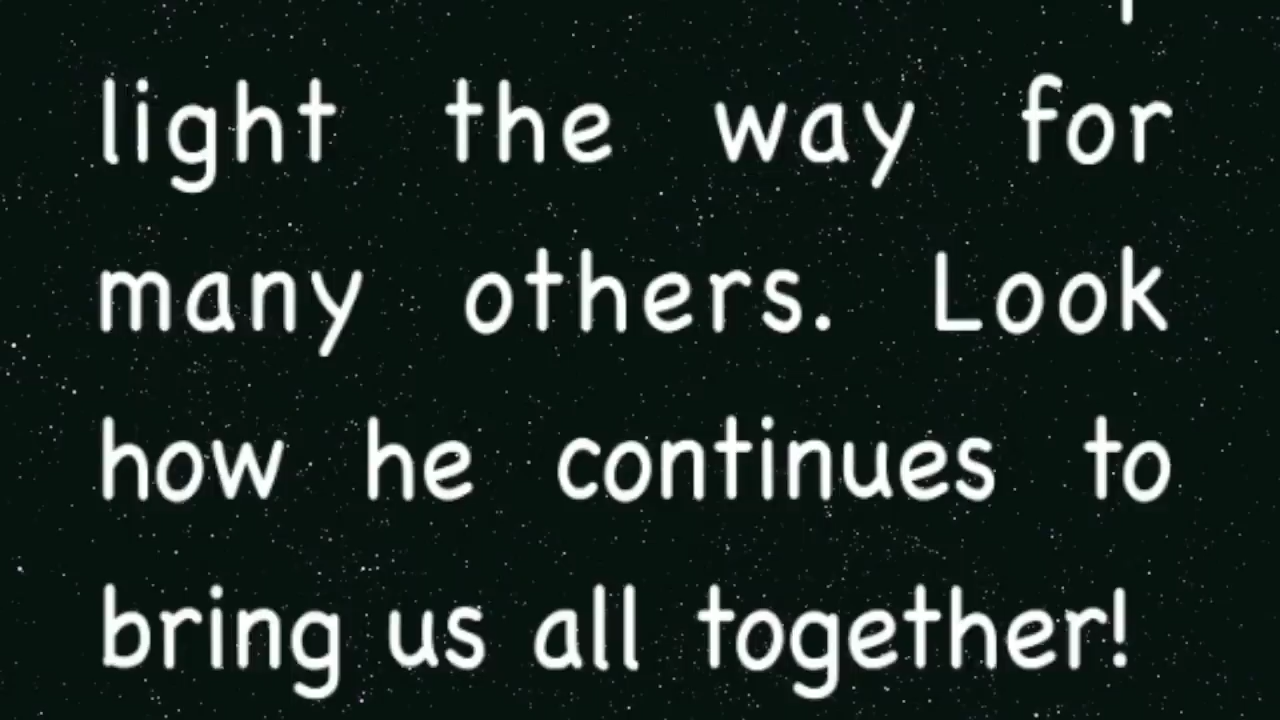 light the way for
many others. Look
how he continues to
bring us all together!